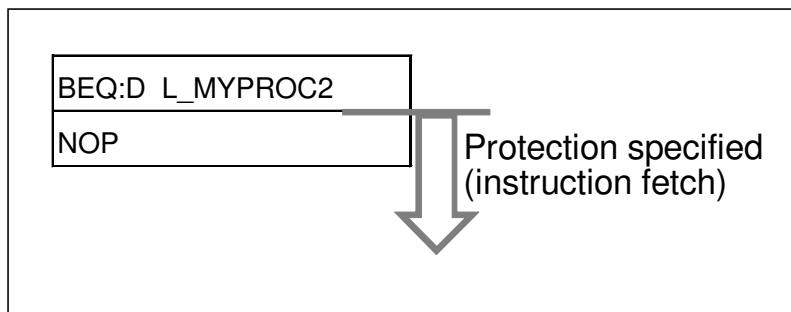 BEQ:D L_MYPROC2
NOP
Protection specified
(instruction fetch)